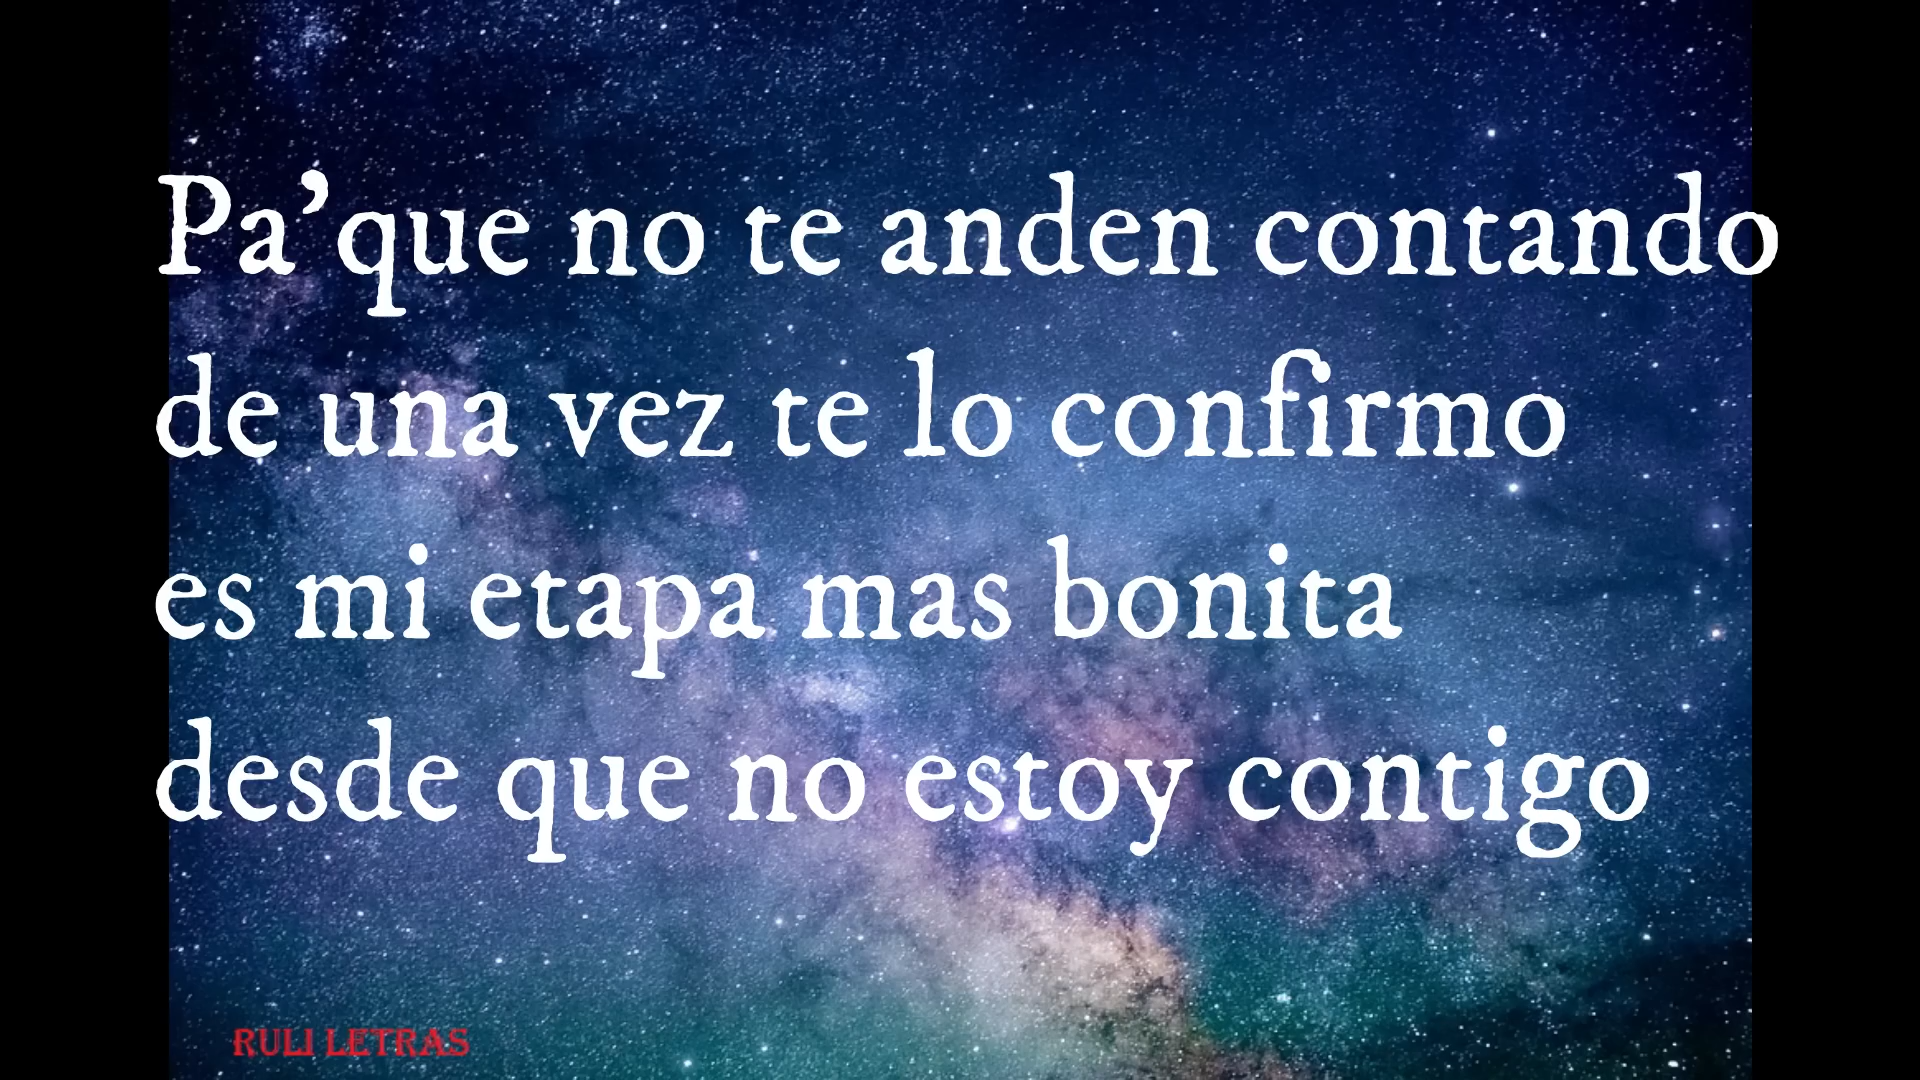 Pa'que no te anden contando
de una vez te lo confirmo
es mi etapa mas bonita
desde que no estoy contigo
RULI LETRAS